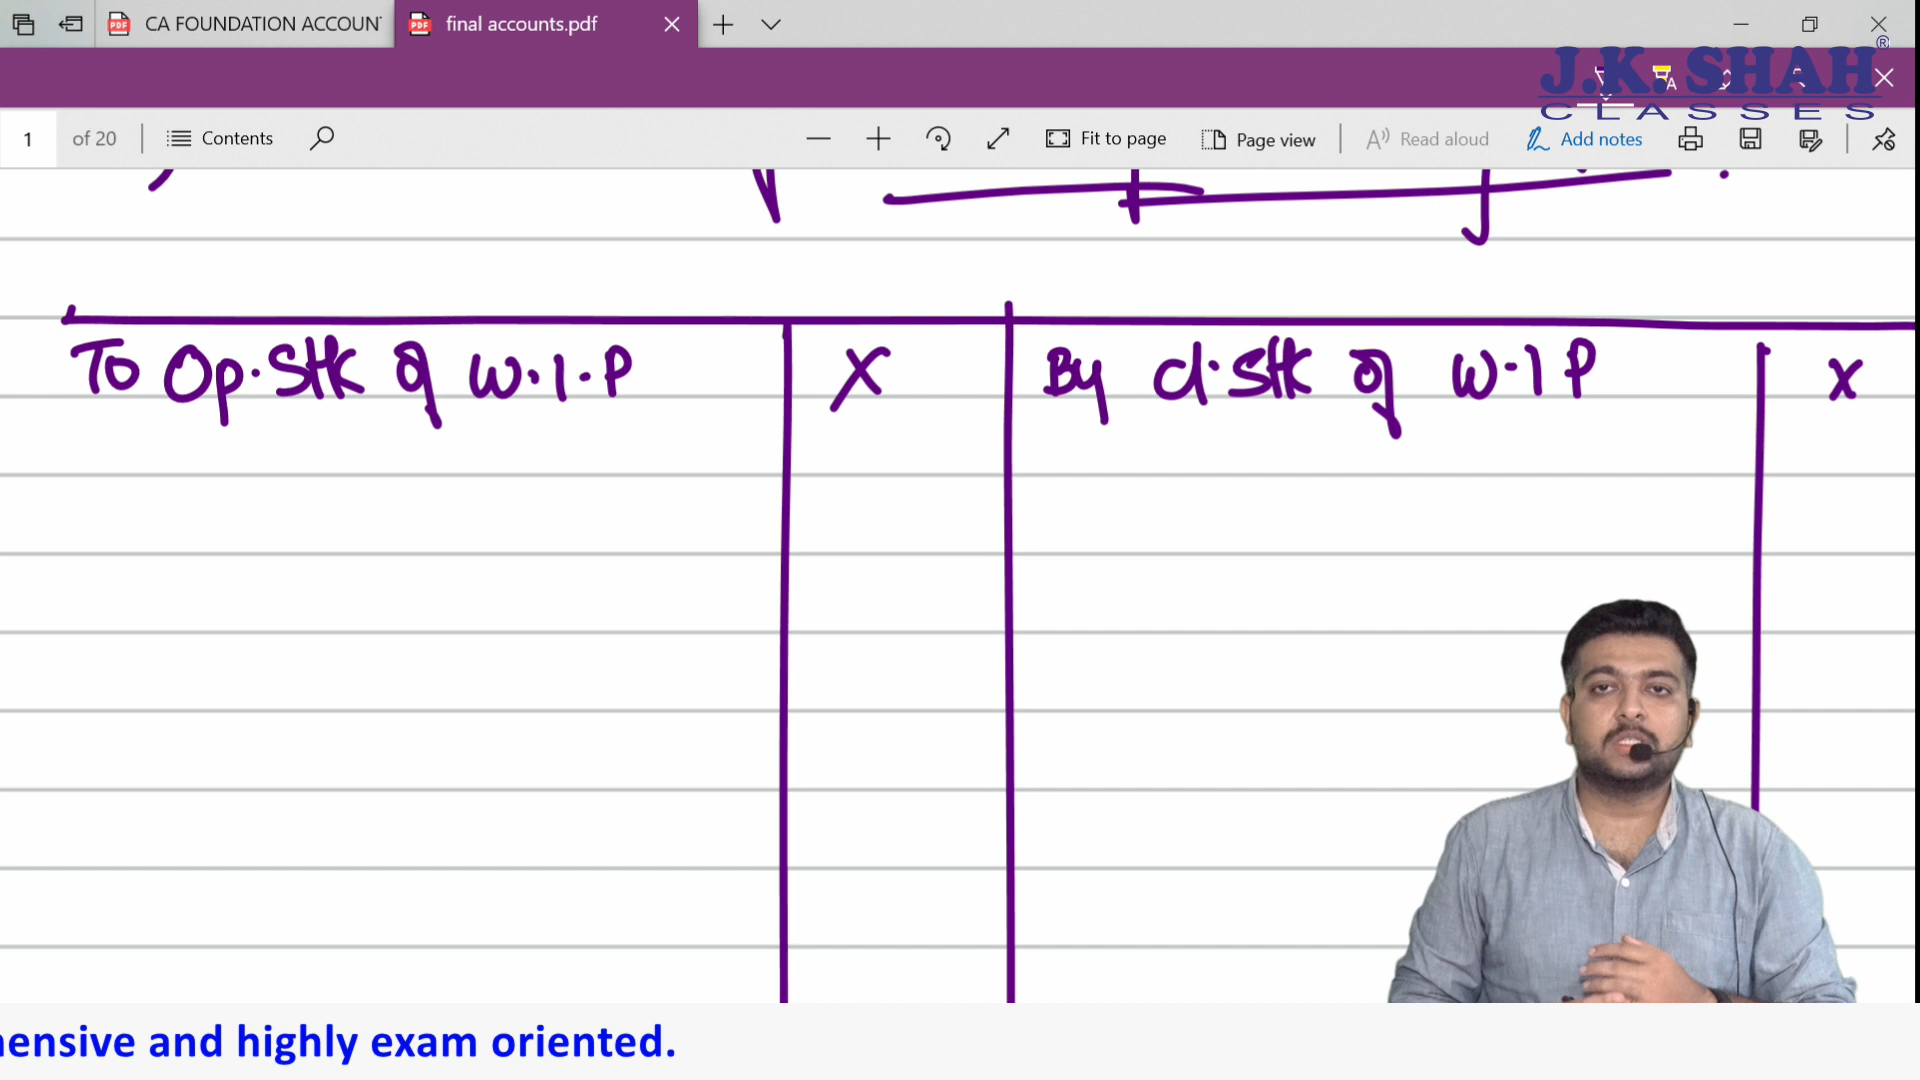 CA FOUNDATION ACCOUN
final accounts.pdf
J.K. SHAH ®
CLASSES
1 of 20 Contents Fit to page Page view Read aloud Add notes
To Op. Stk of W.I.P X By Cl. Stk of W.I.P X
hensive and highly exam oriented.